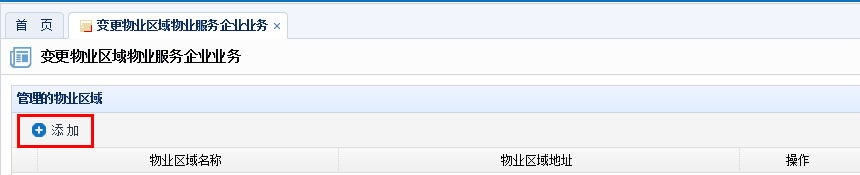 首 页 变更物业区域物业服务企业业务 ×
变更物业区域物业服务企业业务
管理的物业区域
添加
物业区域名称 物业区域地址 操作